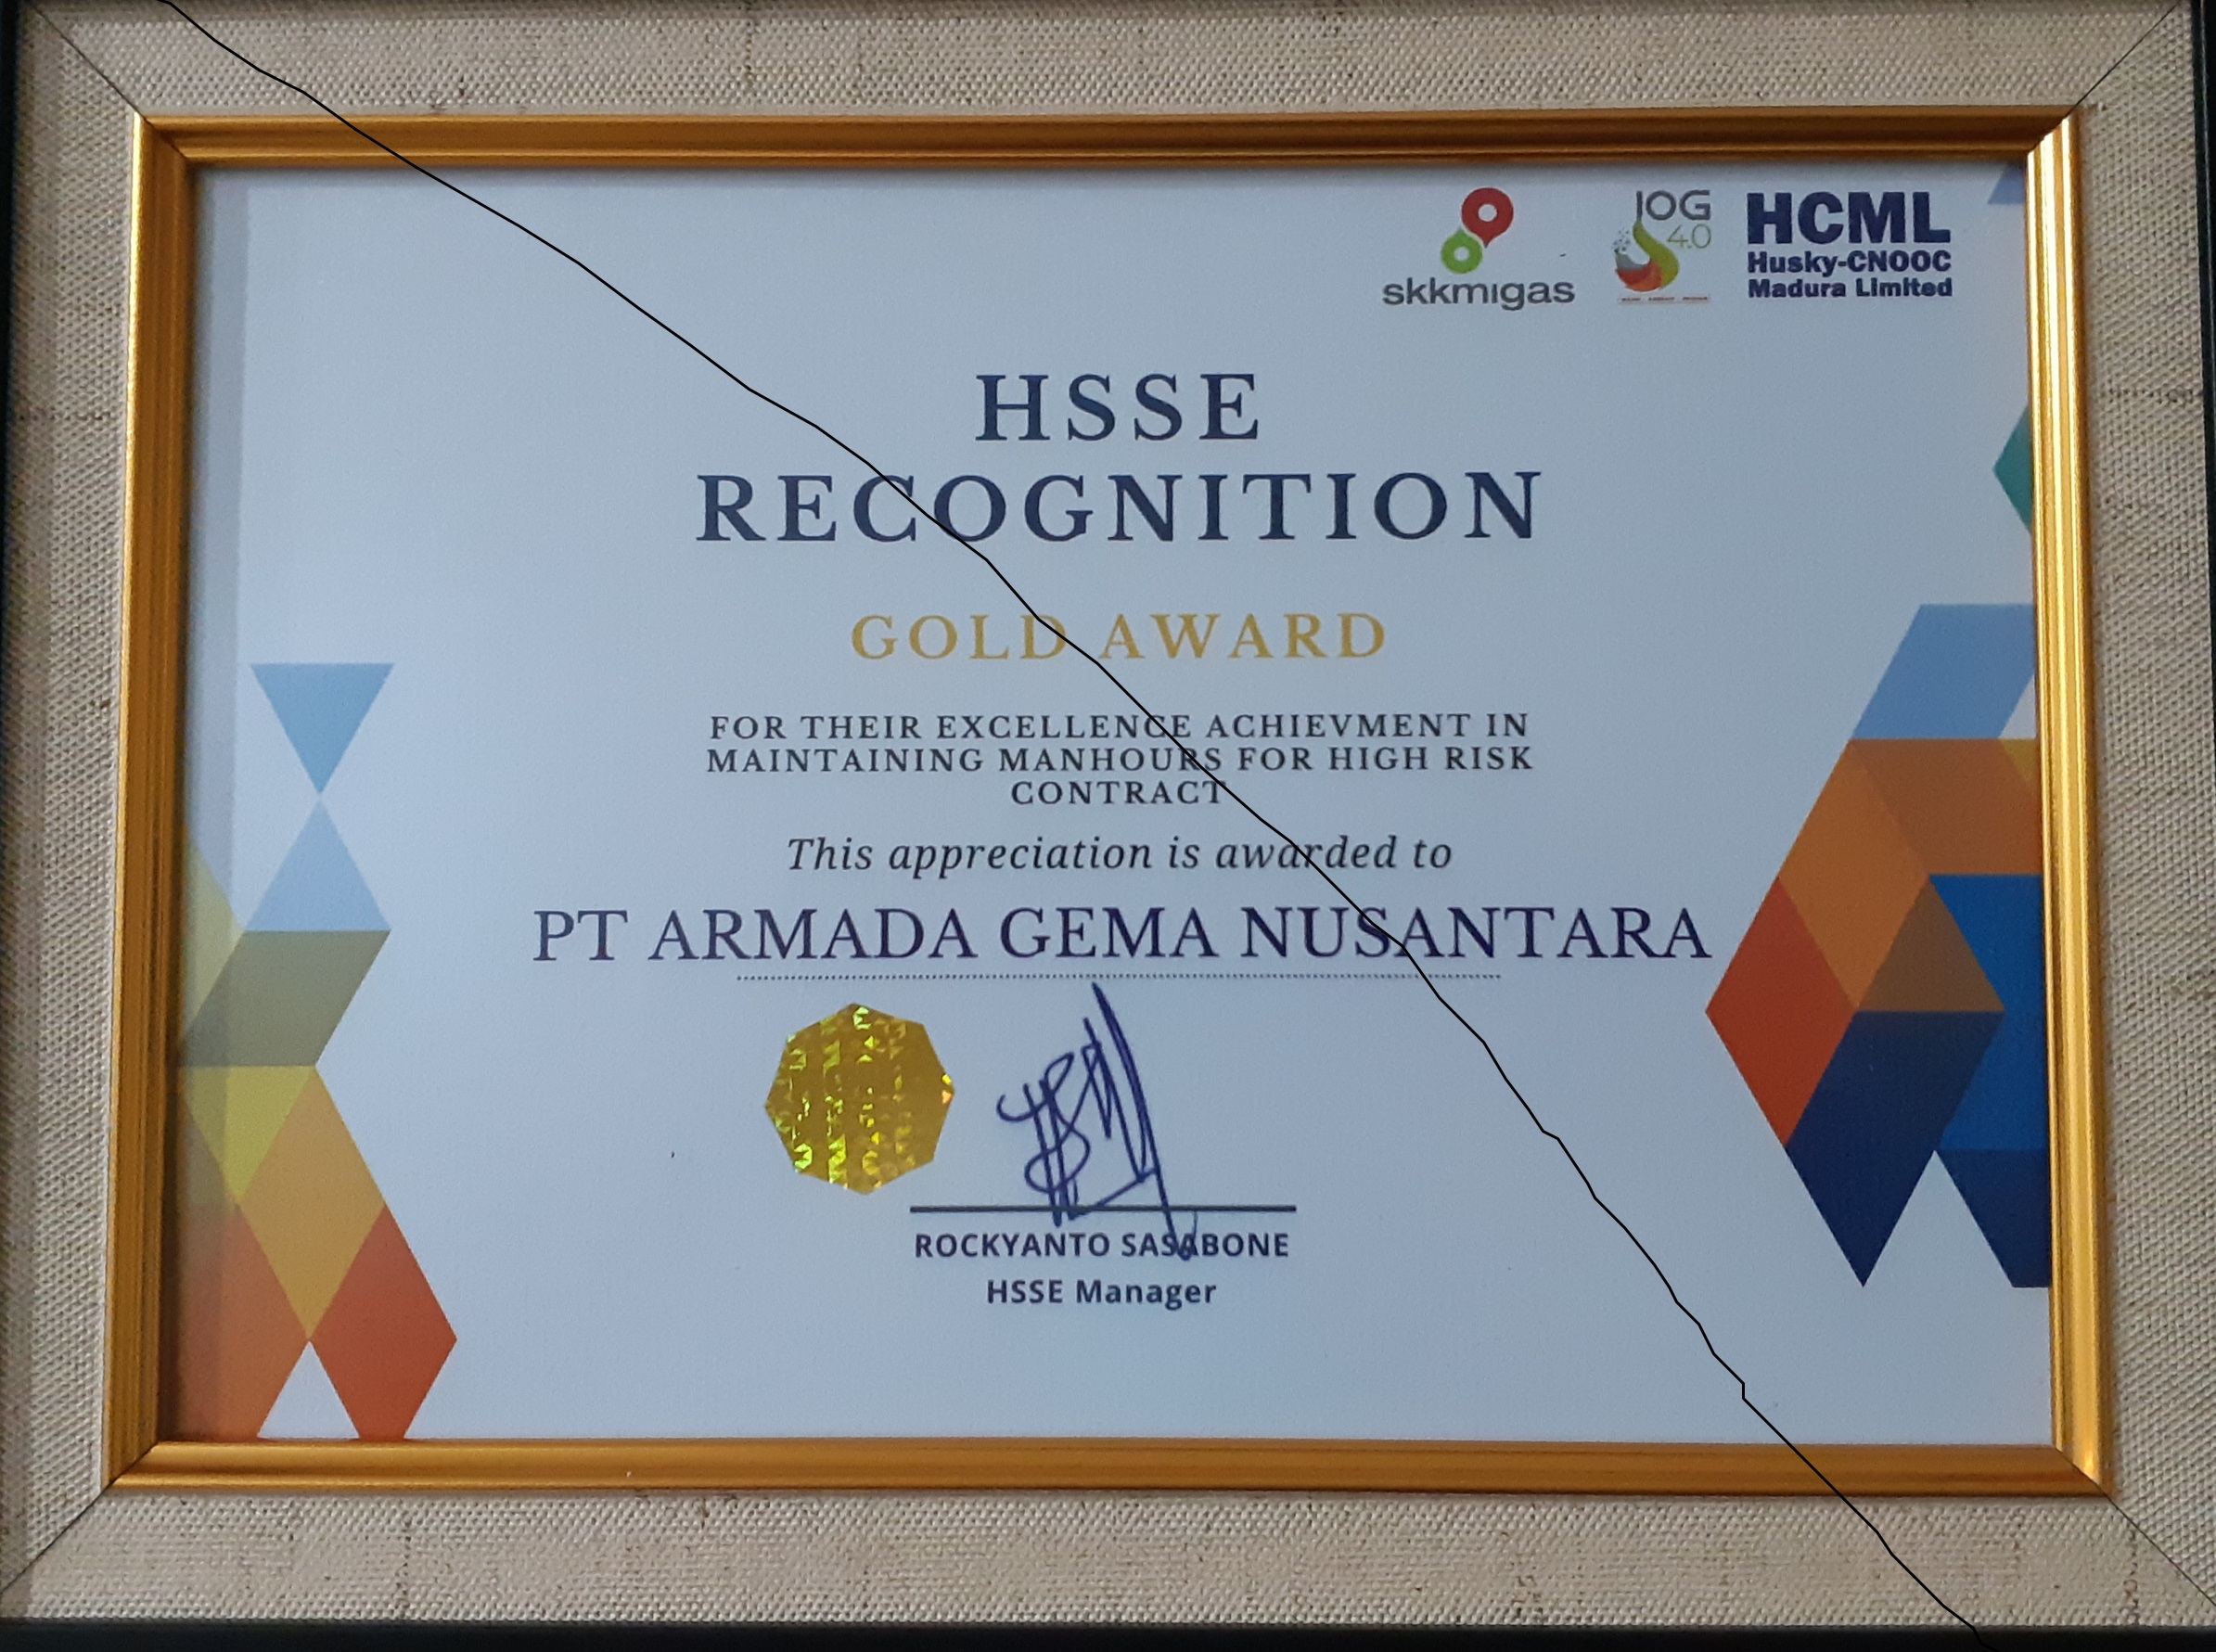 skkmigas
IOG
4.0
HCML
Husky-CNOOC
Madura Limited
HSSE
RECOGNITION
GOLD AWARD
FOR THEIR EXCELLENCE ACHIEVMENT IN
MAINTAINING MANHOURS FOR HIGH RISK
CONTRACT
This appreciation is awarded to
PT ARMADA GEMA NUSANTARA
ROCKYANTO SASABONE
HSSE Manager